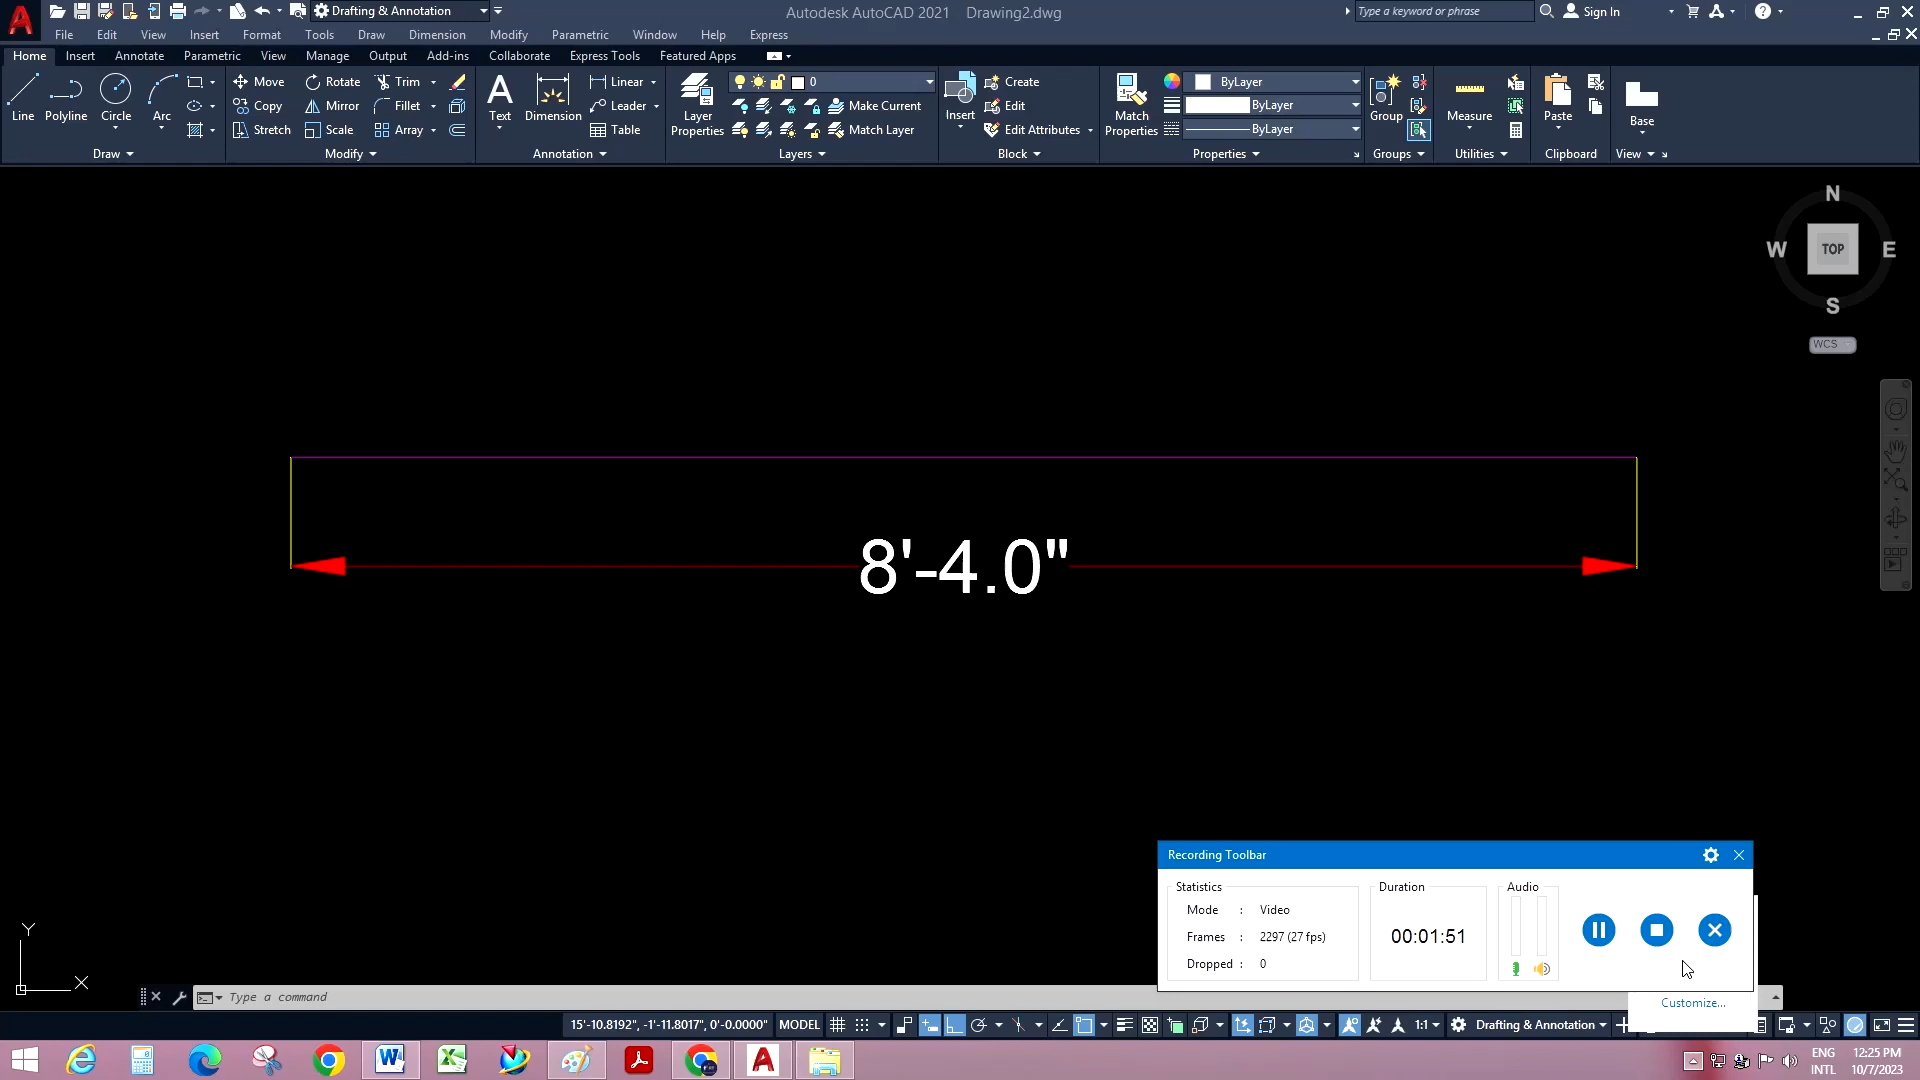 Drafting & Annotation
Autodesk AutoCAD 2021 Drawing2.dwg
Type a keyword or phrase
Sign In
File Edit View Insert Format Tools Draw Dimension Modify Parametric Window Help Express
Home Insert Annotate Parametric View Manage Output Add-ins Collaborate Express Tools Featured Apps
Line Polyline Circle Arc
Move Rotate Trim
Copy Mirror Fillet
Stretch Scale Array
Text Dimension
Linear
Leader
Table
Layer
Properties
0
Make Current
Match Layer
Insert
Create
Edit
Edit Attributes
Match
Properties
ByLayer
ByLayer
ByLayer
Group
Measure
Paste
Base
Draw Modify Annotation Layers Block Properties Groups Utilities Clipboard View
N
W TOP E
S
WCS
8'-4.0"
Recording Toolbar
Statistics
Mode : Video
Frames : 2297 (27 fps)
Dropped : 0
Duration
00:01:51
Audio
Customize...
Y
X
Type a command
15'-10.8192", -1'-11.8017", 0'-0.0000" MODEL 1:1 Drafting & Annotation
ENG
INTL
12:25 PM
10/7/2023